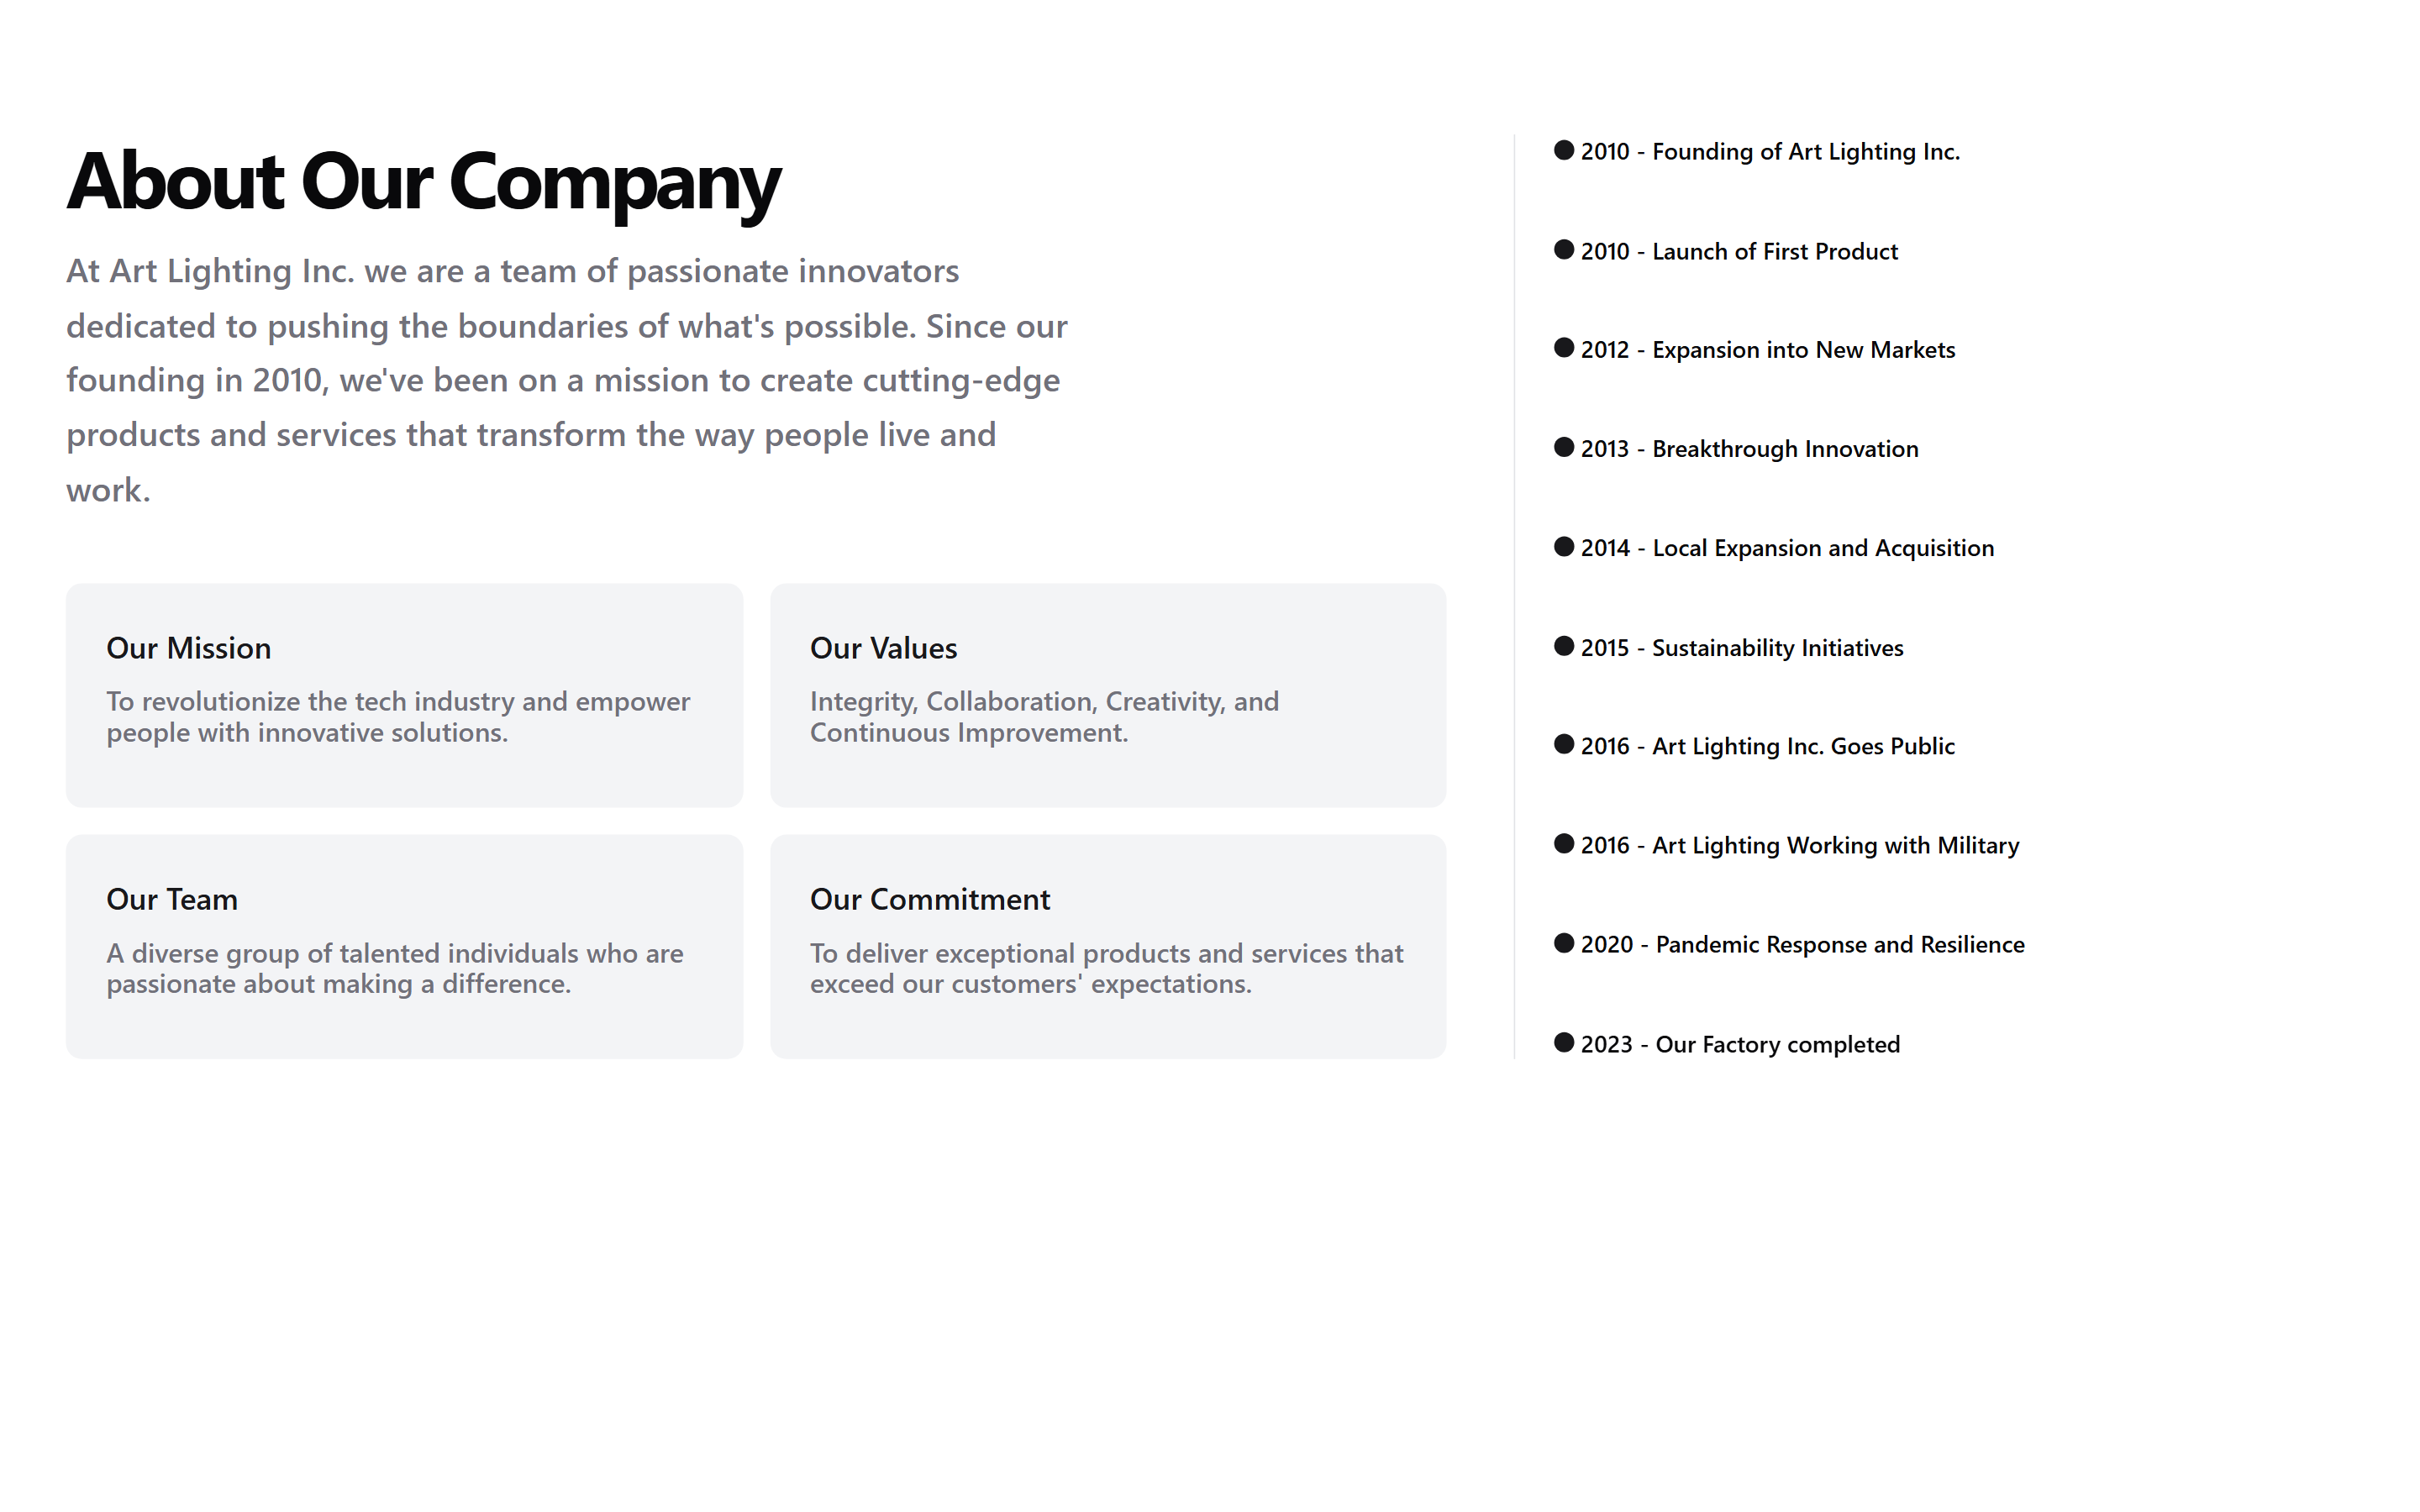 About Our Company
At Art Lighting Inc. we are a team of passionate innovators
dedicated to pushing the boundaries of what's possible. Since our
founding in 2010, we've been on a mission to create cutting-edge
products and services that transform the way people live and
work.
Our Mission
To revolutionize the tech industry and empower
people with innovative solutions.
Our Values
Integrity, Collaboration, Creativity, and
Continuous Improvement.
Our Team
A diverse group of talented individuals who are
passionate about making a difference.
Our Commitment
To deliver exceptional products and services that
exceed our customers' expectations.
2010 - Founding of Art Lighting Inc.
2010 - Launch of First Product
2012 - Expansion into New Markets
2013 - Breakthrough Innovation
2014 - Local Expansion and Acquisition
2015 - Sustainability Initiatives
2016 - Art Lighting Inc. Goes Public
2016 - Art Lighting Working with Military
2020 - Pandemic Response and Resilience
2023 - Our Factory completed